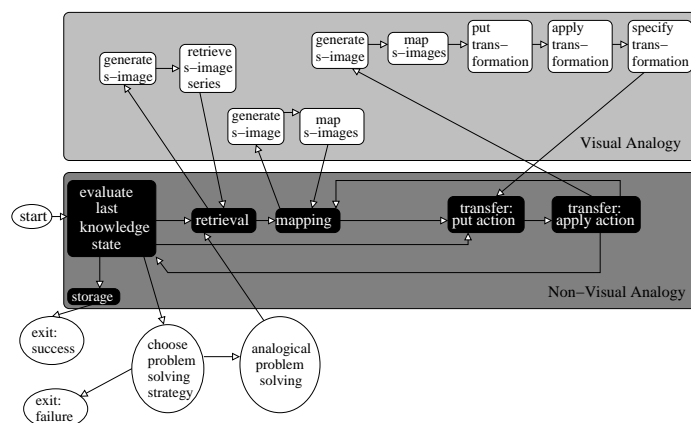 generate
s−image
retrieve
s−image
series
generate
s−image
map
s−images
put
trans−
formation
apply
trans−
formation
specify
trans−
formation
generate
s−image
map
s−images
Visual Analogy
start
evaluate
last
knowledge
state
retrieval
mapping
transfer:
put action
transfer:
apply action
storage
Non−Visual Analogy
exit:
success
choose
problem
solving
strategy
analogical
problem
solving
exit:
failure